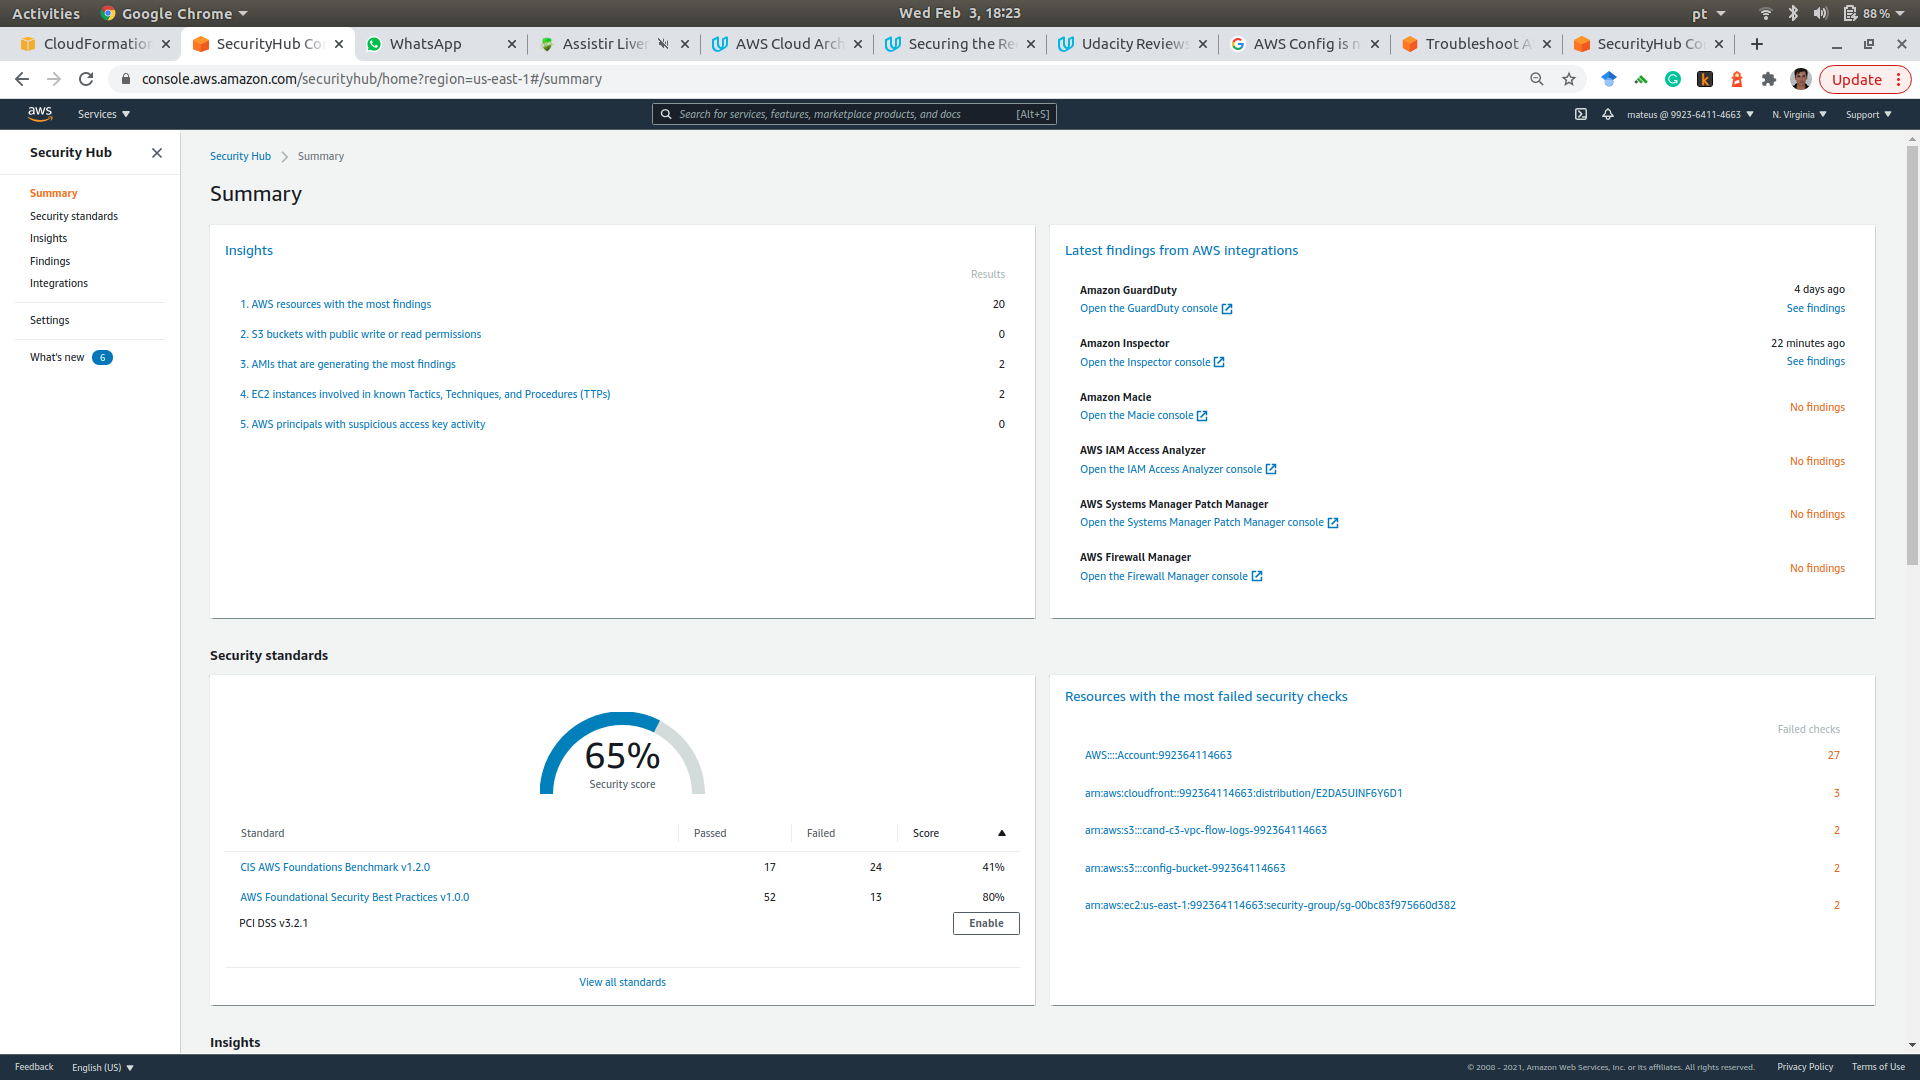 Activities Google Chrome Wed Feb 3, 18:23 pt 88%
CloudFormation SecurityHub Co WhatsApp Assistir Liver AWS Cloud Arch Securing the Re Udacity Reviews AWS Config is n Troubleshoot A SecurityHub Co
console.aws.amazon.com/securityhub/home?region=us-east-1#/summary Update
aws Services Search for services, features, marketplace products, and docs [Alt+S] mateus @ 9923-6411-4663 N. Virginia Support
Security Hub
Summary
Security standards
Insights
Findings
Integrations
Settings
What's new 6
Security Hub Summary
Summary
Insights
Results
1. AWS resources with the most findings 20
2. S3 buckets with public write or read permissions 0
3. AMIs that are generating the most findings 2
4. EC2 instances involved in known Tactics, Techniques, and Procedures (TTPs) 2
5. AWS principals with suspicious access key activity 0
Latest findings from AWS integrations
Amazon GuardDuty 4 days ago
Open the GuardDuty console See findings
Amazon Inspector 22 minutes ago
Open the Inspector console See findings
Amazon Macie
Open the Macie console No findings
AWS IAM Access Analyzer
Open the IAM Access Analyzer console No findings
AWS Systems Manager Patch Manager
Open the Systems Manager Patch Manager console No findings
AWS Firewall Manager
Open the Firewall Manager console No findings
Security standards
65%
Security score
Standard Passed Failed Score
CIS AWS Foundations Benchmark v1.2.0 17 24 41%
AWS Foundational Security Best Practices v1.0.0 52 13 80%
PCI DSS v3.2.1 Enable
View all standards
Resources with the most failed security checks
Failed checks
AWS::::Account:992364114663 27
arn:aws:cloudfront::992364114663:distribution/E2DA5UINF6Y6D1 3
arn:aws:s3:::cand-c3-vpc-flow-logs-992364114663 2
arn:aws:s3:::config-bucket-992364114663 2
arn:aws:ec2:us-east-1:992364114663:security-group/sg-00bc83f975660d382 2
Insights
Feedback English (US) © 2008 - 2021, Amazon Web Services, Inc. or its affiliates. All rights reserved. Privacy Policy Terms of Use